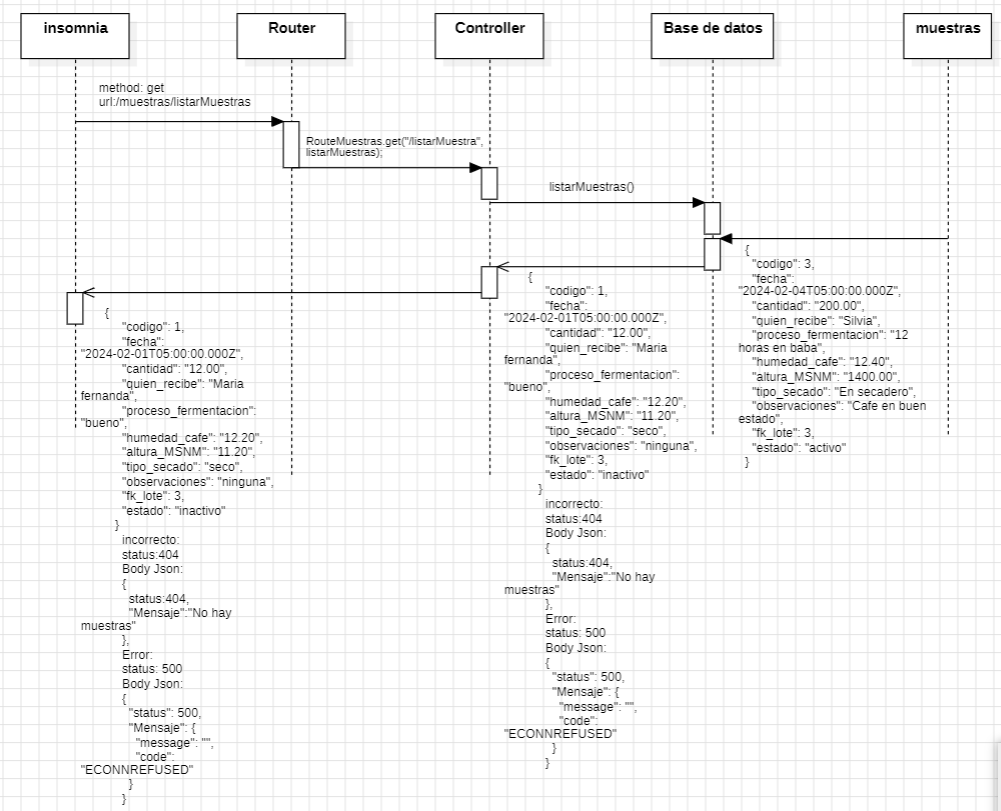 insomnia
Router
Controller
Base de datos
muestras
method: get
url:/muestras/listarMuestras
RouteMuestras.get("/listarMuestra",
listarMuestras);
listarMuestras()
{
"codigo": 3,
"fecha":
"2024-02-04T05:00:00.000Z",
"cantidad": "200.00",
"quien_recibe": "Silvia",
"proceso_fermentacion": "12
horas en baba",
"humedad_cafe": "12.40",
"altura_MSNM": "1400.00",
"tipo_secado": "En secadero",
"observaciones": "Cafe en buen
estado",
"fk_lote": 3,
"estado": "activo"
}
{
"codigo": 1,
"fecha":
"2024-02-01T05:00:00.000Z",
"cantidad": "12.00",
"quien_recibe": "Maria
fernanda",
"proceso_fermentacion":
"bueno",
"humedad_cafe": "12.20",
"altura_MSNM": "11.20",
"tipo_secado": "seco",
"observaciones": "ninguna",
"fk_lote": 3,
"estado": "inactivo"
}
incorrecto:
status:404
Body Json:
{
status:404,
"Mensaje":"No hay
muestras"
},
Error:
status: 500
Body Json:
{
"status": 500,
"Mensaje": {
"message": "",
"code":
"ECONNREFUSED"
}
}
{
"codigo": 1,
"fecha":
"2024-02-01T05:00:00.000Z",
"cantidad": "12.00",
"quien_recibe": "Maria
fernanda",
"proceso_fermentacion":
"bueno",
"humedad_cafe": "12.20",
"altura_MSNM": "11.20",
"tipo_secado": "seco",
"observaciones": "ninguna",
"fk_lote": 3,
"estado": "inactivo"
}
incorrecto:
status:404
Body Json:
{
status:404,
"Mensaje":"No hay
muestras"
},
Error:
status: 500
Body Json:
{
"status": 500,
"Mensaje": {
"message": "",
"code":
"ECONNREFUSED"
}
}